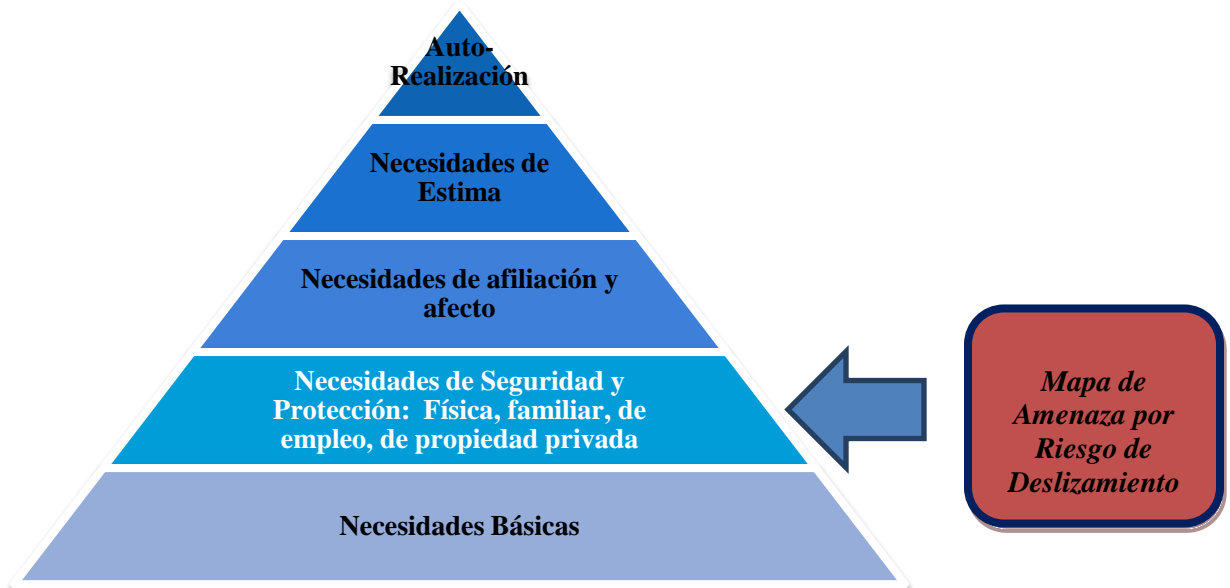 Auto-
Realización
Necesidades de
Estima
Necesidades de afiliación y
afecto
Necesidades de Seguridad y
Protección: Física, familiar, de
empleo, de propiedad privada
Necesidades Básicas
Mapa de
Amenaza por
Riesgo de
Deslizamiento